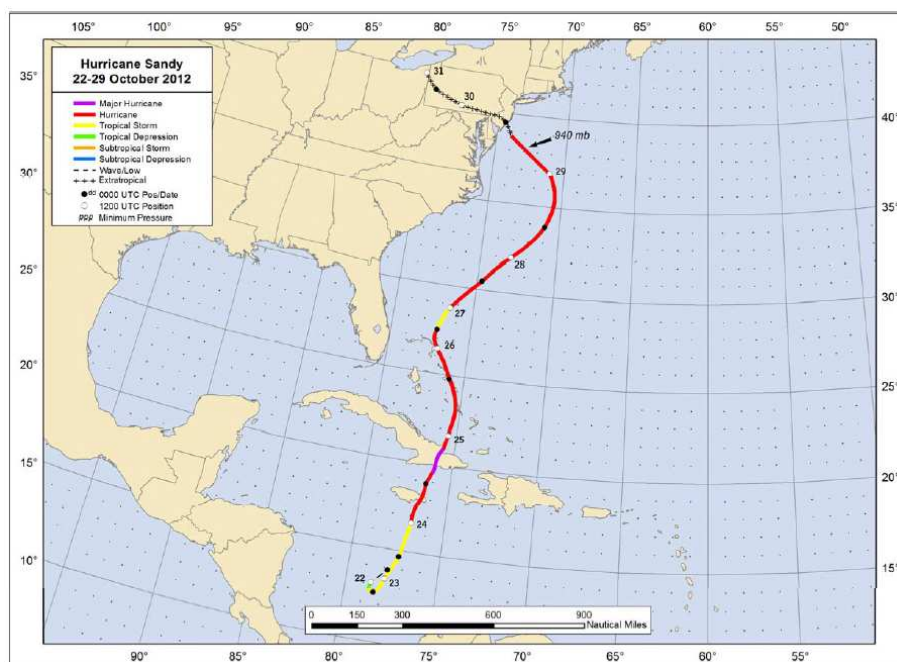 105° 100° 95° 90° 85° 80° 75° 70° 65° 60° 55° 50°
Hurricane Sandy
22-29 October 2012
Major Hurricane
Hurricane
Tropical Storm
Tropical Depression
Subtropical Storm
Subtropical Depression
Wave/Low
Extratropical
dd 0000 UTC Pos/Date
1200 UTC Position
PPP Minimum Pressure
35°
30°
25°
20°
15°
10°
40°
35°
30°
25°
20°
15°
31
30
940 mb
29
28
27
26
25
24
22
23
0 150 300 600 900
Nautical Miles
90° 85° 80° 75° 70° 65° 60° 55°